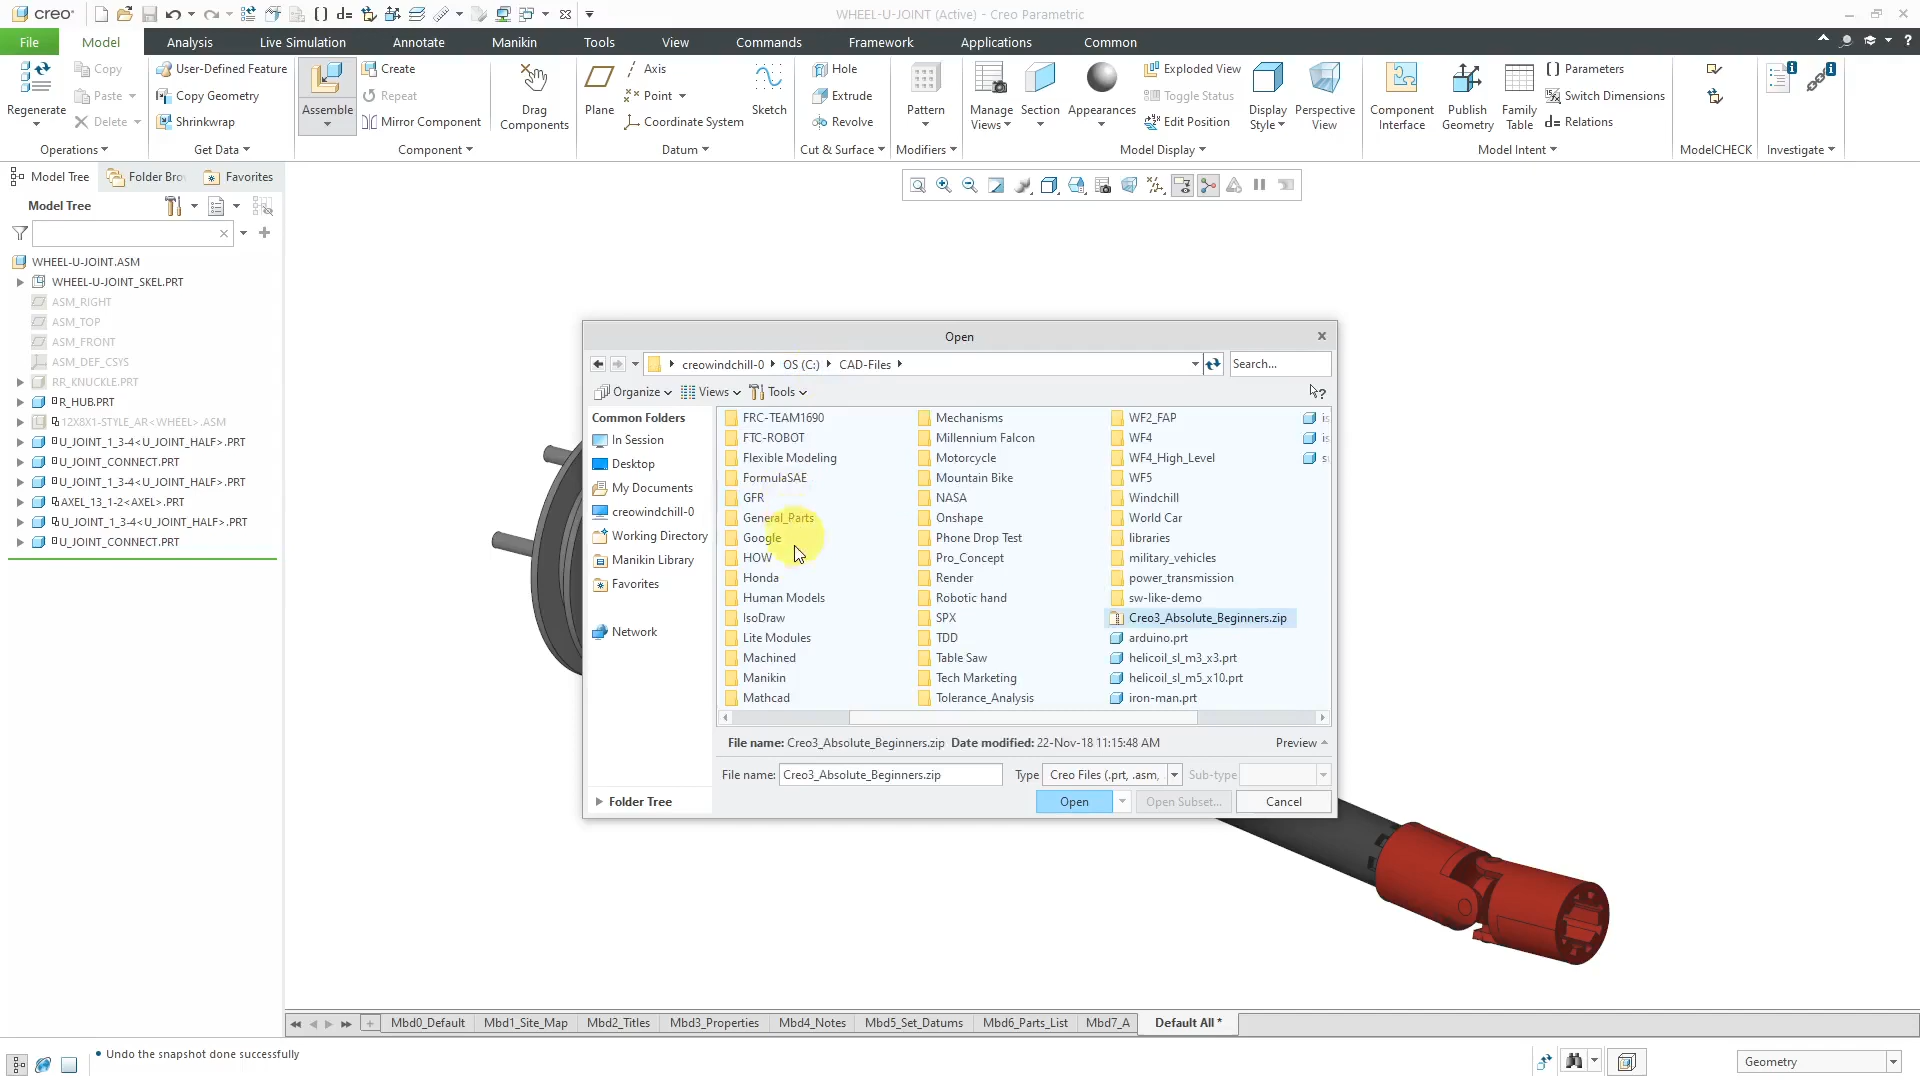 creo®
WHEEL-U-JOINT (Active) - Creo Parametric
File Model Analysis Live Simulation Annotate Manikin Tools View Commands Framework Applications Common
Regenerate
Copy
Paste
Delete
Operations
User-Defined Feature
Copy Geometry
Shrinkwrap
Get Data
Assemble
Create
Repeat
Mirror Component
Drag Components
Component
Plane
Axis
Point
Coordinate System
Sketch
Datum
Hole
Extrude
Revolve
Cut & Surface
Pattern
Modifiers
Manage Views
Section
Appearances
Exploded View
Toggle Status
Edit Position
Display Style
Perspective View
Model Display
Component Interface
Publish Geometry
Family Table
Parameters
Switch Dimensions
d= Relations
Model Intent
ModelCHECK
Investigate
Model Tree
Folder Bro
Favorites
Model Tree
WHEEL-U-JOINT.ASM
WHEEL-U-JOINT_SKEL.PRT
ASM_RIGHT
ASM_TOP
ASM_FRONT
ASM_DEF_CSYS
RR_KNUCKLE.PRT
R_HUB.PRT
12X8X1-STYLE_AR<WHEEL>.ASM
U_JOINT_1_3-4<U_JOINT_HALF>.PRT
U_JOINT_CONNECT.PRT
U_JOINT_1_3-4<U_JOINT_HALF>.PRT
AXEL_13_1-2<AXEL>.PRT
U_JOINT_1_3-4<U_JOINT_HALF>.PRT
U_JOINT_CONNECT.PRT
Open
creowindchill-0 OS (C:) CAD-Files
Search...
Organize Views Tools
Common Folders
In Session
Desktop
My Documents
creowindchill-0
Working Directory
Manikin Library
Favorites
Network
Folder Tree
FRC-TEAM1690
FTC-ROBOT
Flexible Modeling
FormulaSAE
GFR
General_Parts
Google
HOW
Honda
Human Models
IsoDraw
Lite Modules
Machined
Manikin
Mathcad
Mechanisms
Millennium Falcon
Motorcycle
Mountain Bike
NASA
Onshape
Phone Drop Test
Pro_Concept
Render
Robotic hand
SPX
TDD
Table Saw
Tech Marketing
Tolerance_Analysis
WF2_FAP
WF4
WF4_High_Level
WF5
Windchill
World Car
libraries
military_vehicles
power_transmission
sw-like-demo
Creo3_Absolute_Beginners.zip
arduino.prt
helicoil_sl_m3_x3.prt
helicoil_sl_m5_x10.prt
iron-man.prt
File name: Creo3_Absolute_Beginners.zip Date modified: 22-Nov-18 11:15:48 AM
Preview
File name: Creo3_Absolute_Beginners.zip
Type Creo Files (.prt, .asm,
Sub-type
Open
Open Subset...
Cancel
Mbd0_Default Mbd1_Site_Map Mbd2_Titles Mbd3_Properties Mbd4_Notes Mbd5_Set_Datums Mbd6_Parts_List Mbd7_A Default All *
• Undo the snapshot done successfully
Geometry